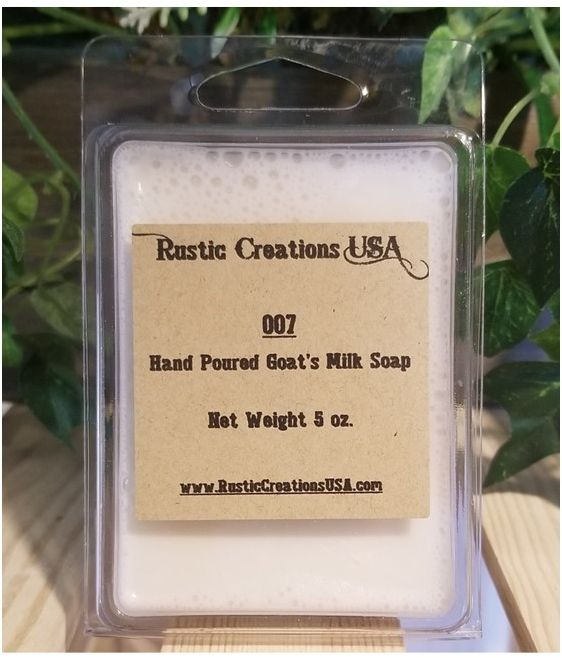 Rustic Creations USA
007
Hand Poured Goat's Milk Soap
Net Weight 5 oz.
www.RusticCreationsUSA.com